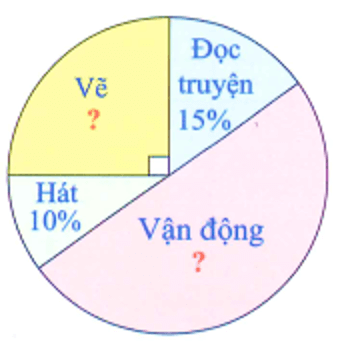 Đọc
truyện
15%
Vẽ
?
Hát
10%
Vận động
?